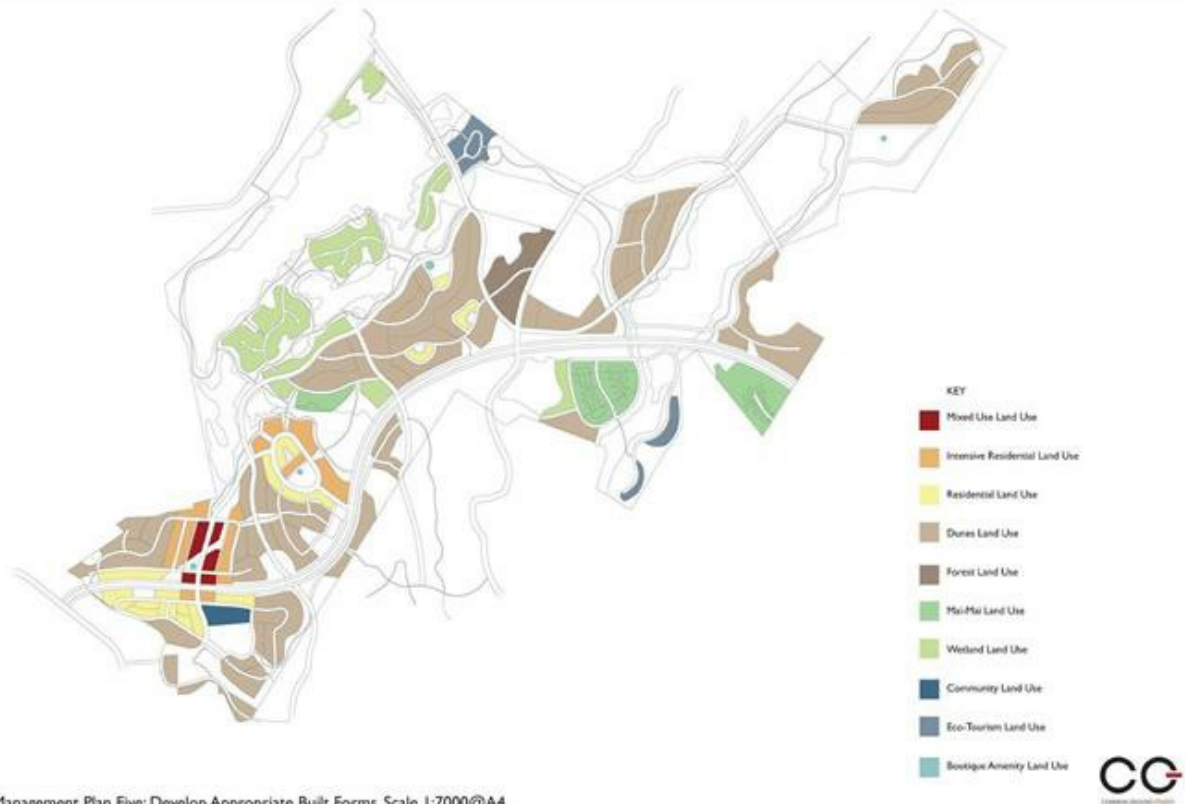 KEY
Mixed Use Land Use
Intensive Residential Land Use
Residential Land Use
Dunes Land Use
Forest Land Use
Mai-Mai Land Use
Wetland Land Use
Community Land Use
Eco-Tourism Land Use
Boutique Amenity Land Use
CG
Management Plan Five: Develop Appropriate Built Forms. Scale 1:7000@A4